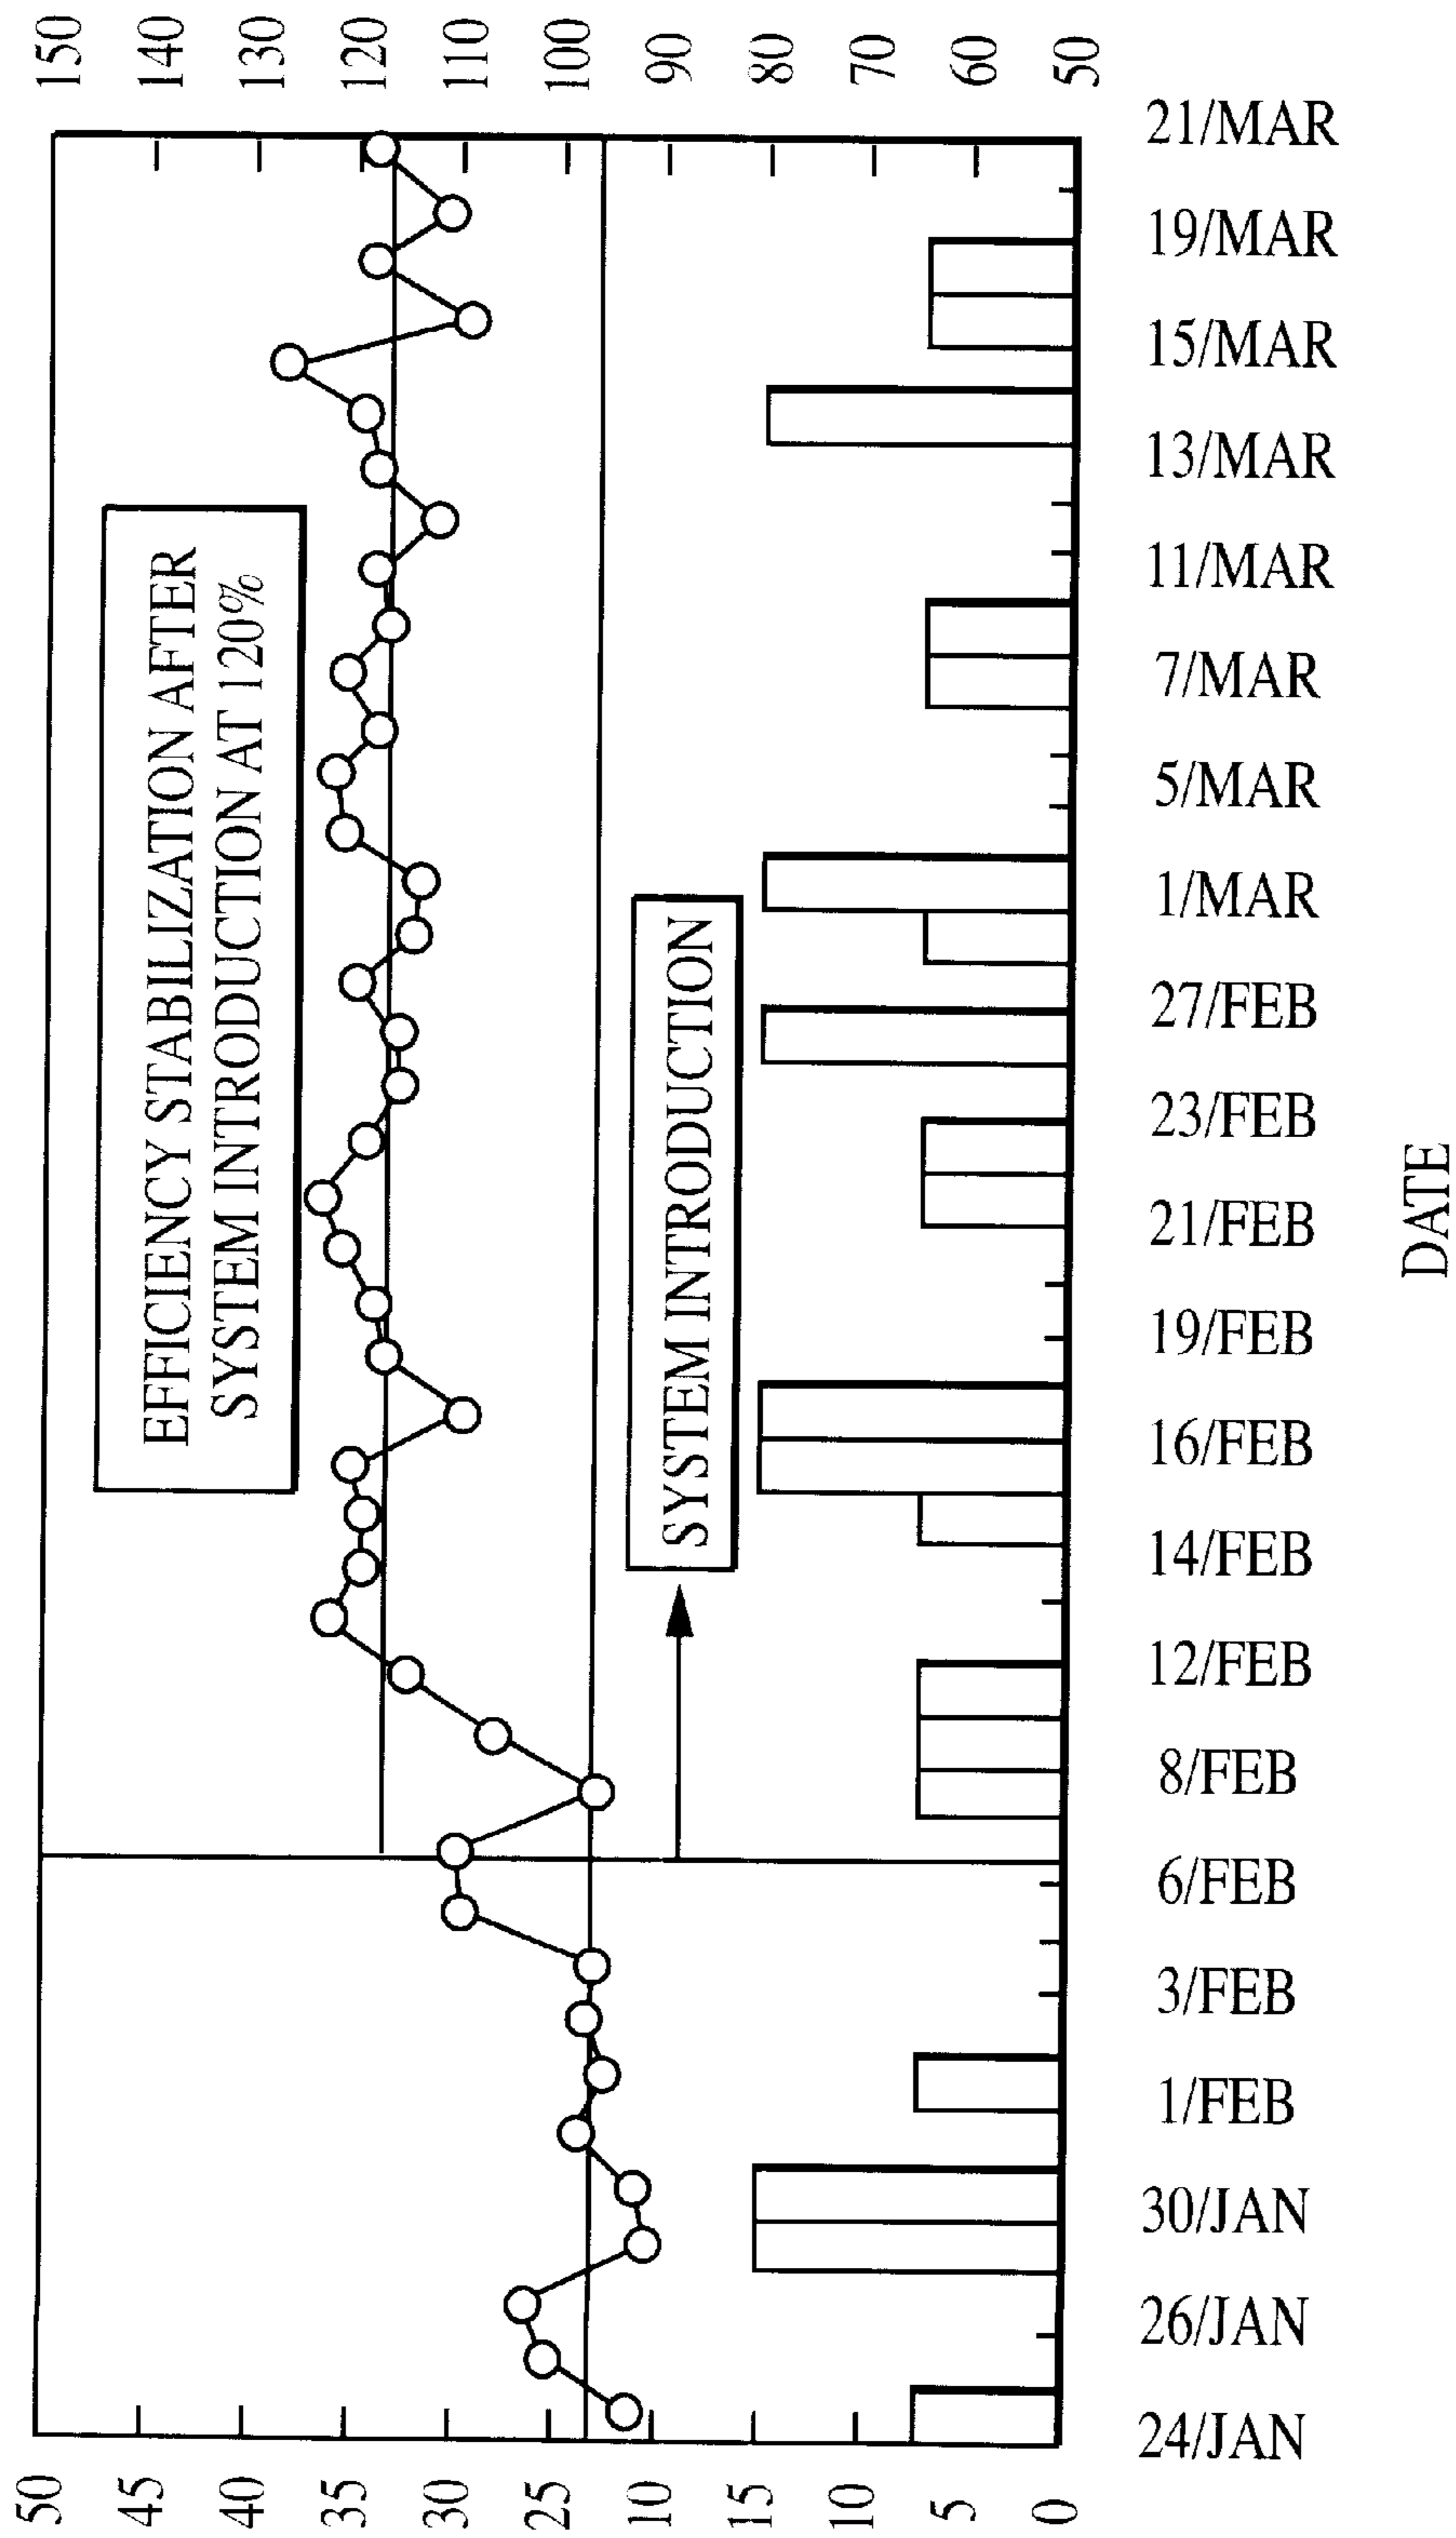 50
45
40
35
30
25
10
15
10
5
0
EFFICIENCY STABILIZATION AFTER
SYSTEM INTRODUCTION AT 120%
SYSTEM INTRODUCTION
150
140
130
120
110
100
90
80
70
60
50
24/JAN
26/JAN
30/JAN
1/FEB
3/FEB
6/FEB
8/FEB
12/FEB
14/FEB
16/FEB
19/FEB
21/FEB
23/FEB
27/FEB
1/MAR
5/MAR
7/MAR
11/MAR
13/MAR
15/MAR
19/MAR
21/MAR
DATE